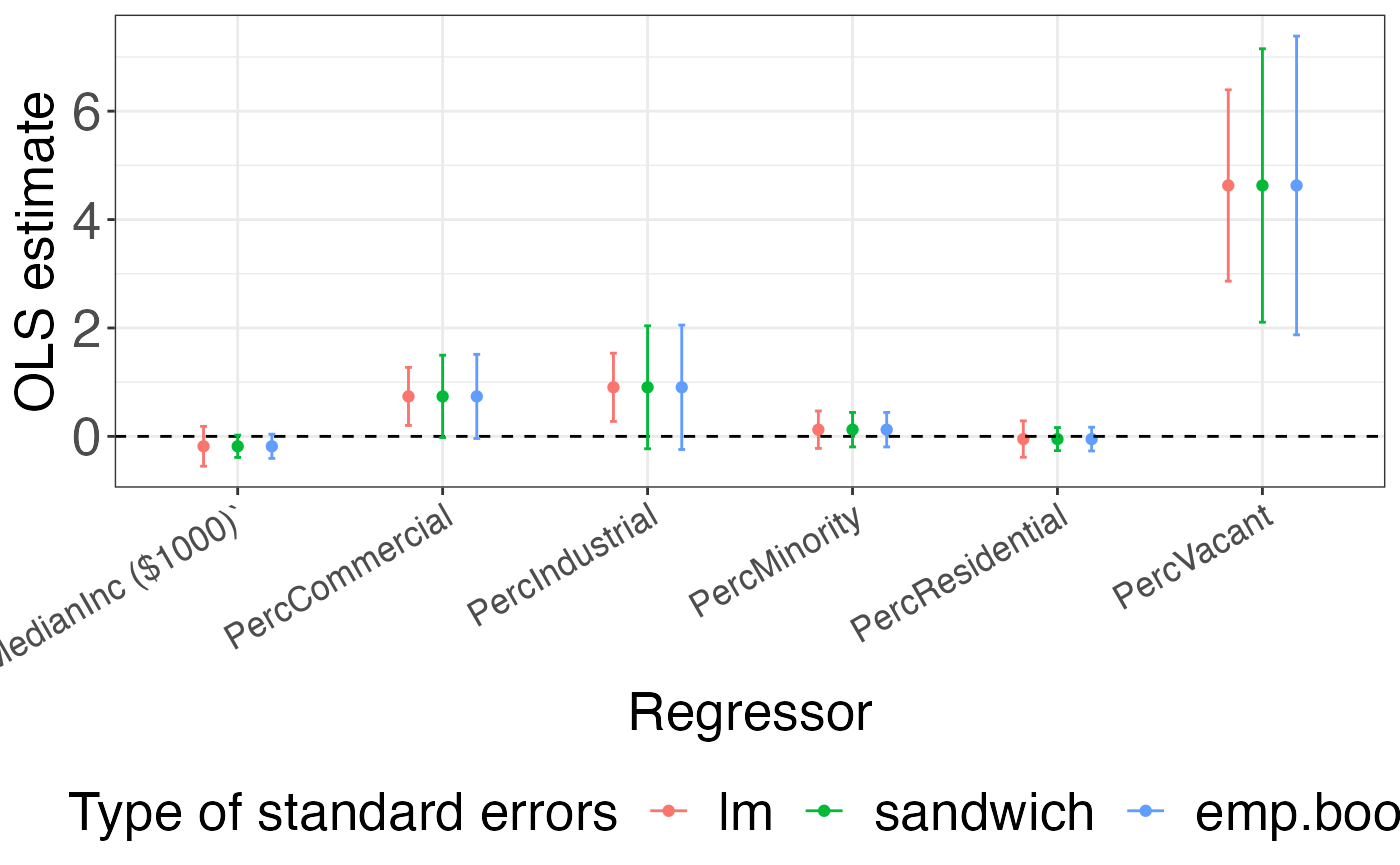 OLS estimate
6
4
2
0
MedianInc ($1000)`
PercCommercial
PercIndustrial
PercMinority
PercResidential
PercVacant
Regressor
Type of standard errors lm sandwich emp.boo